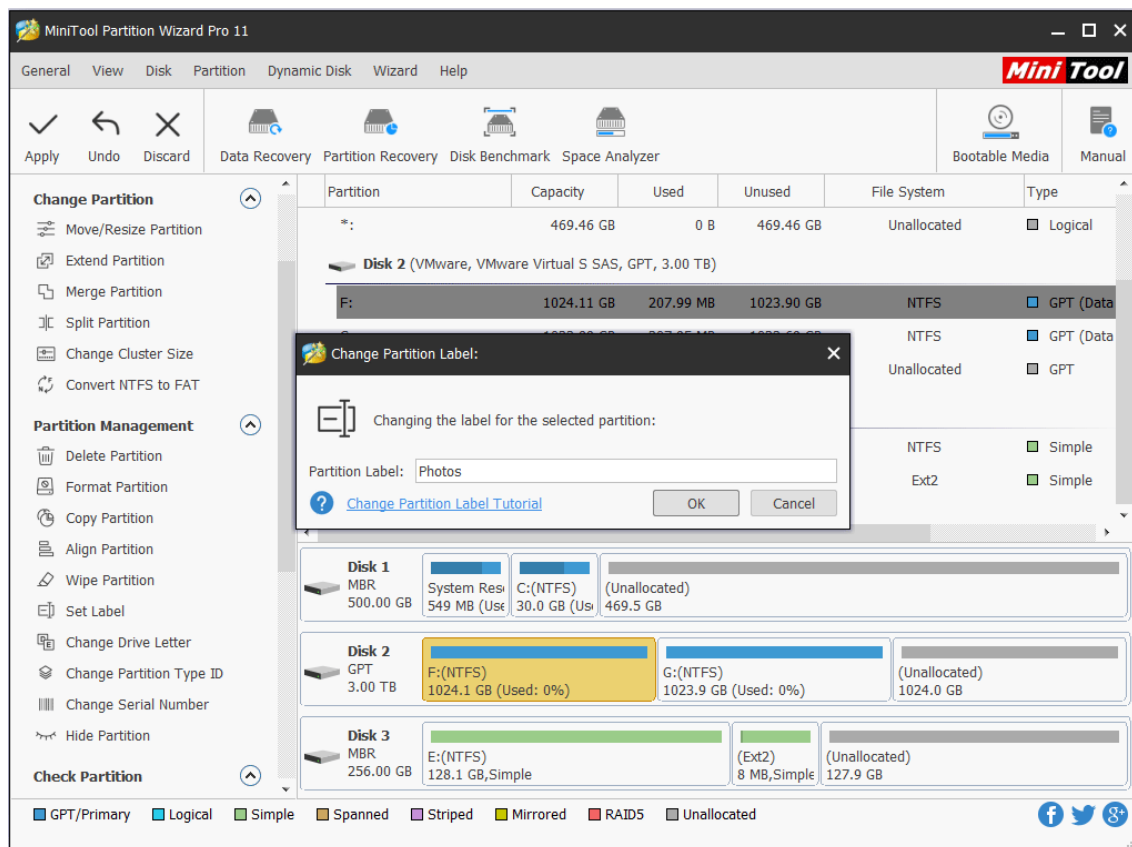 MiniTool Partition Wizard Pro 11
General View Disk Partition Dynamic Disk Wizard Help
Mini Tool
Apply Undo Discard Data Recovery Partition Recovery Disk Benchmark Space Analyzer Bootable Media Manual
Change Partition
Move/Resize Partition
Extend Partition
Merge Partition
Split Partition
Change Cluster Size
Convert NTFS to FAT
Partition Management
Delete Partition
Format Partition
Copy Partition
Align Partition
Wipe Partition
Set Label
Change Drive Letter
Change Partition Type ID
Change Serial Number
Hide Partition
Check Partition
Partition Capacity Used Unused File System Type
*: 469.46 GB 0 B 469.46 GB Unallocated Logical
Disk 2 (VMware, VMware Virtual S SAS, GPT, 3.00 TB)
F: 1024.11 GB 207.99 MB 1023.90 GB NTFS GPT (Data
NTFS GPT (Data
Unallocated GPT
NTFS Simple
Ext2 Simple
Change Partition Label:
Changing the label for the selected partition:
Partition Label: Photos
? Change Partition Label Tutorial OK Cancel
Disk 1
MBR
500.00 GB
System Res
549 MB (Use
C:(NTFS)
30.0 GB (Us
(Unallocated)
469.5 GB
Disk 2
GPT
3.00 TB
F:(NTFS)
1024.1 GB (Used: 0%)
G:(NTFS)
1023.9 GB (Used: 0%)
(Unallocated)
1024.0 GB
Disk 3
MBR
256.00 GB
E:(NTFS)
128.1 GB,Simple
(Ext2)
8 MB,Simple
(Unallocated)
127.9 GB
GPT/Primary Logical Simple Spanned Striped Mirrored RAID5 Unallocated